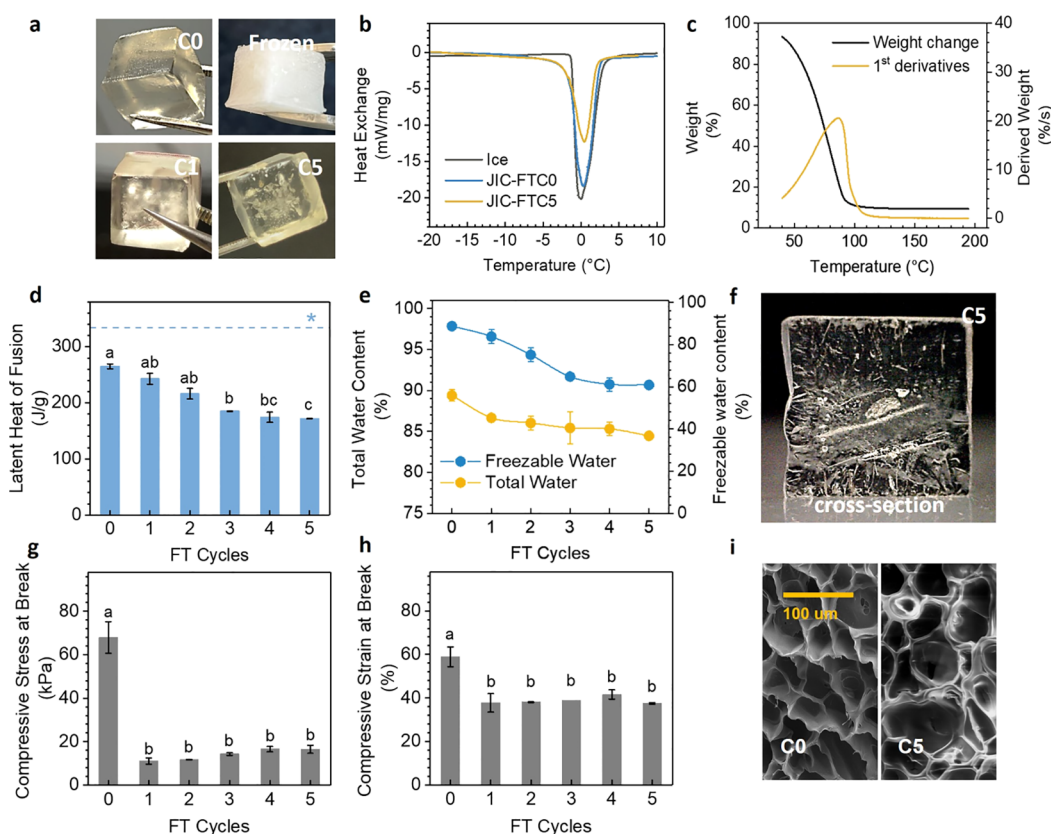 a
C0
Frozen
C1
C5
b
0
-5
-10
-15
-20
Heat Exchange
(mW/mg)
Ice
JIC-FTC0
JIC-FTC5
-20 -15 -10 -5 0 5 10
Temperature (°C)
c
100
80
60
40
20
0
Weight
(%)
Weight change
1st derivatives
40
30
20
10
0
Derived Weight
(%/s)
50 100 150 200
Temperature (°C)
d
300
200
100
0
Latent Heat of Fusion
(J/g)
*
a ab ab b bc c
0 1 2 3 4 5
FT Cycles
e
100
95
90
85
80
75
Total Water Content
(%)
Freezable Water
Total Water
100
80
60
40
20
0
Freezable water content
(%)
0 1 2 3 4 5
FT Cycles
f
C5
cross-section
g
80
60
40
20
0
Compressive Stress at Break
(kPa)
a b b b b b
0 1 2 3 4 5
FT Cycles
h
80
60
40
20
0
Compressive Strain at Break
(%)
a b b b b b
0 1 2 3 4 5
FT Cycles
i
100 um
C0
C5